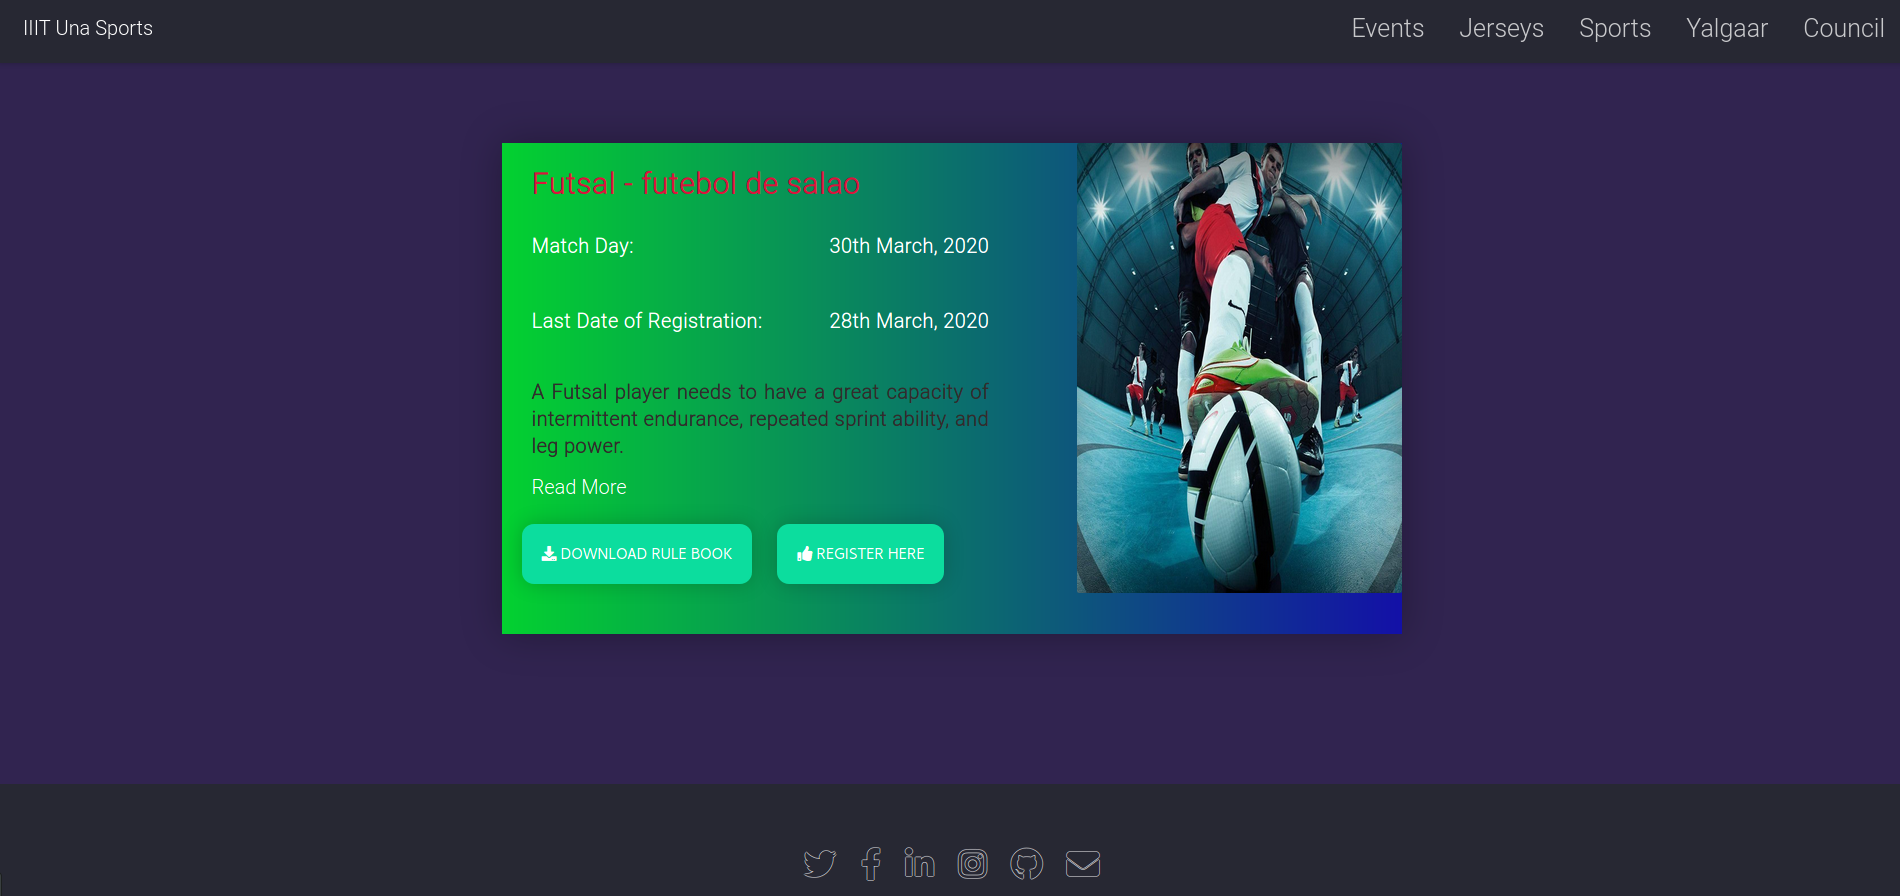 IIIT Una Sports
Events Jerseys Sports Yalgaar Council
Futsal - futebol de salao
Match Day: 30th March, 2020
Last Date of Registration: 28th March, 2020
A Futsal player needs to have a great capacity of
intermittent endurance, repeated sprint ability, and
leg power.
Read More
DOWNLOAD RULE BOOK
REGISTER HERE